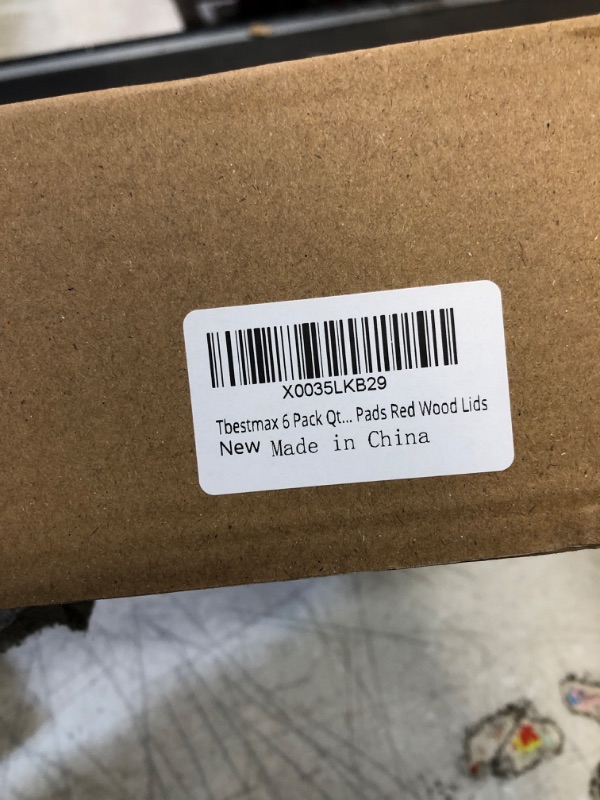 X0035LKB29
Tbestmax 6 Pack Qt... Pads Red Wood Lids
New Made in China